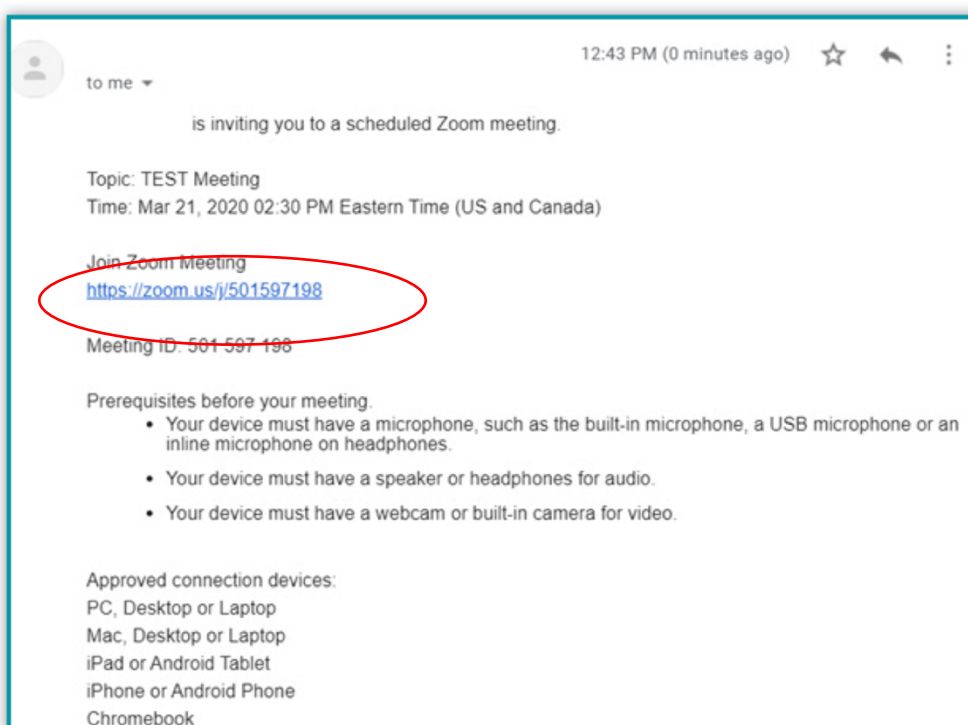 12:43 PM (0 minutes ago)
to me
is inviting you to a scheduled Zoom meeting.
Topic: TEST Meeting
Time: Mar 21, 2020 02:30 PM Eastern Time (US and Canada)
Join Zoom Meeting
https://zoom.us/j/501597198
Meeting ID: 501 597 198
Prerequisites before your meeting.
• Your device must have a microphone, such as the built-in microphone, a USB microphone or an
inline microphone on headphones.
• Your device must have a speaker or headphones for audio.
• Your device must have a webcam or built-in camera for video.
Approved connection devices:
PC, Desktop or Laptop
Mac, Desktop or Laptop
iPad or Android Tablet
iPhone or Android Phone
Chromebook